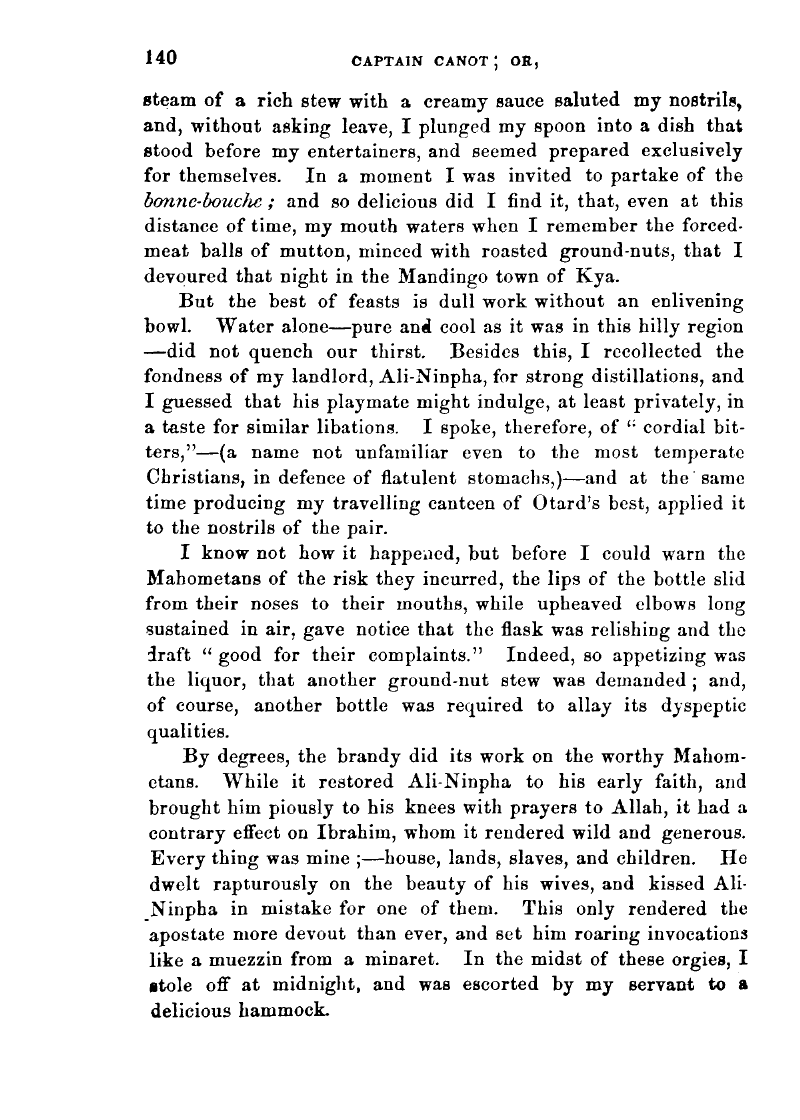 140 CAPTAIN CANOT; OR,
steam of a rich stew with a creamy sauce saluted my nostrils,
and, without asking leave, I plunged my spoon into a dish that
stood before my entertainers, and seemed prepared exclusively
for themselves. In a moment I was invited to partake of the
bonne-bouche; and so delicious did I find it, that, even at this
distance of time, my mouth waters when I remember the forced-
meat balls of mutton, minced with roasted ground-nuts, that I
devoured that night in the Mandingo town of Kya.
But the best of feasts is dull work without an enlivening
bowl. Water alone—pure and cool as it was in this hilly region
—did not quench our thirst. Besides this, I recollected the
fondness of my landlord, Ali-Ninpha, for strong distillations, and
I guessed that his playmate might indulge, at least privately, in
a taste for similar libations. I spoke, therefore, of "cordial bit-
ters,"—(a name not unfamiliar even to the most temperate
Christians, in defence of flatulent stomachs,)—and at the same
time producing my travelling canteen of Otard's best, applied it
to the nostrils of the pair.
I know not how it happened, but before I could warn the
Mahometans of the risk they incurred, the lips of the bottle slid
from their noses to their mouths, while upheaved elbows long
sustained in air, gave notice that the flask was relishing and the
draft "good for their complaints." Indeed, so appetizing was
the liquor, that another ground-nut stew was demanded; and,
of course, another bottle was required to allay its dyspeptic
qualities.
By degrees, the brandy did its work on the worthy Mahom-
etans. While it restored Ali-Ninpha to his early faith, and
brought him piously to his knees with prayers to Allah, it had a
contrary effect on Ibrahim, whom it rendered wild and generous.
Every thing was mine;—house, lands, slaves, and children. He
dwelt rapturously on the beauty of his wives, and kissed Ali-
Ninpha in mistake for one of them. This only rendered the
apostate more devout than ever, and set him roaring invocations
like a muezzin from a minaret. In the midst of these orgies, I
stole off at midnight, and was escorted by my servant to a
delicious hammock.